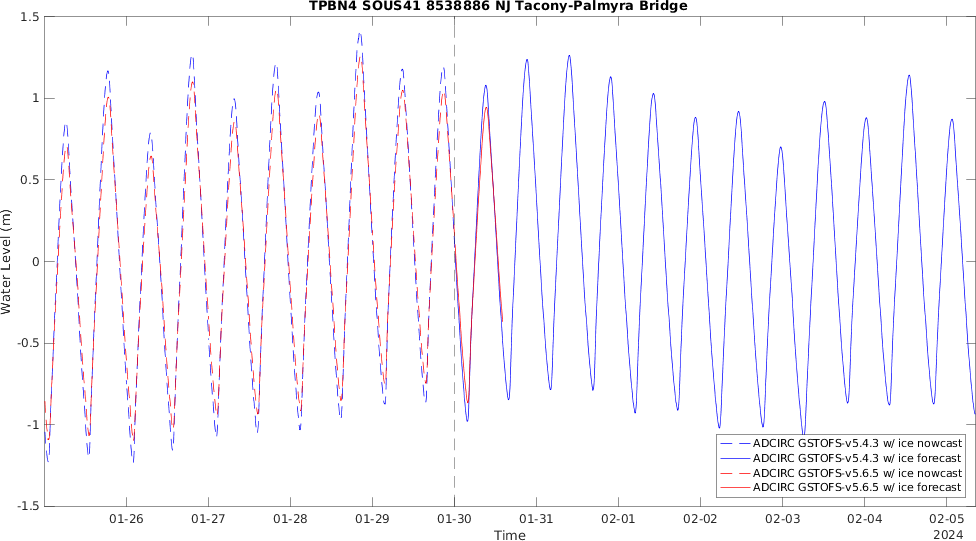 TPBN4 SOUS41 8538886 NJ Tacony-Palmyra Bridge
1.5
1
0.5
0
-0.5
-1
-1.5
Water Level (m)
01-26 01-27 01-28 01-29 01-30 01-31 02-01 02-02 02-03 02-04 02-05
Time
2024
ADCIRC GSTOFS-v5.4.3 w/ ice nowcast
ADCIRC GSTOFS-v5.4.3 w/ ice forecast
ADCIRC GSTOFS-v5.6.5 w/ ice nowcast
ADCIRC GSTOFS-v5.6.5 w/ ice forecast